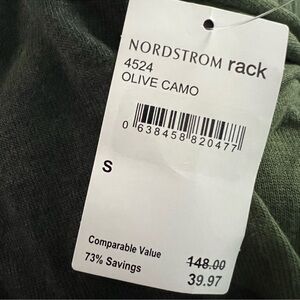 NORDSTROM rack
4524
OLIVE CAMO
0 638458 820477
S
Comparable Value 148.00
73% Savings 39.97